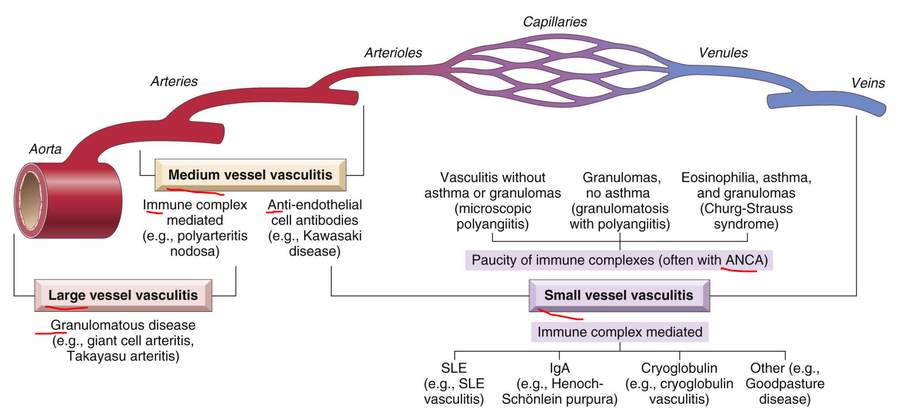 Capillaries
Arterioles
Venules
Arteries
Veins
Aorta
Medium vessel vasculitis
Immune complex
mediated
(e.g., polyarteritis
nodosa)
Anti-endothelial
cell antibodies
(e.g., Kawasaki
disease)
Vasculitis without
asthma or granulomas
(microscopic
polyangiitis)
Granulomas,
no asthma
(granulomatosis
with polyangiitis)
Eosinophilia, asthma,
and granulomas
(Churg-Strauss
syndrome)
Paucity of immune complexes (often with ANCA)
Large vessel vasculitis
Granulomatous disease
(e.g., giant cell arteritis,
Takayasu arteritis)
Small vessel vasculitis
Immune complex mediated
SLE
(e.g., SLE
vasculitis)
IgA
(e.g., Henoch-
Schönlein purpura)
Cryoglobulin
(e.g., cryoglobulin
vasculitis)
Other (e.g.,
Goodpasture
disease)